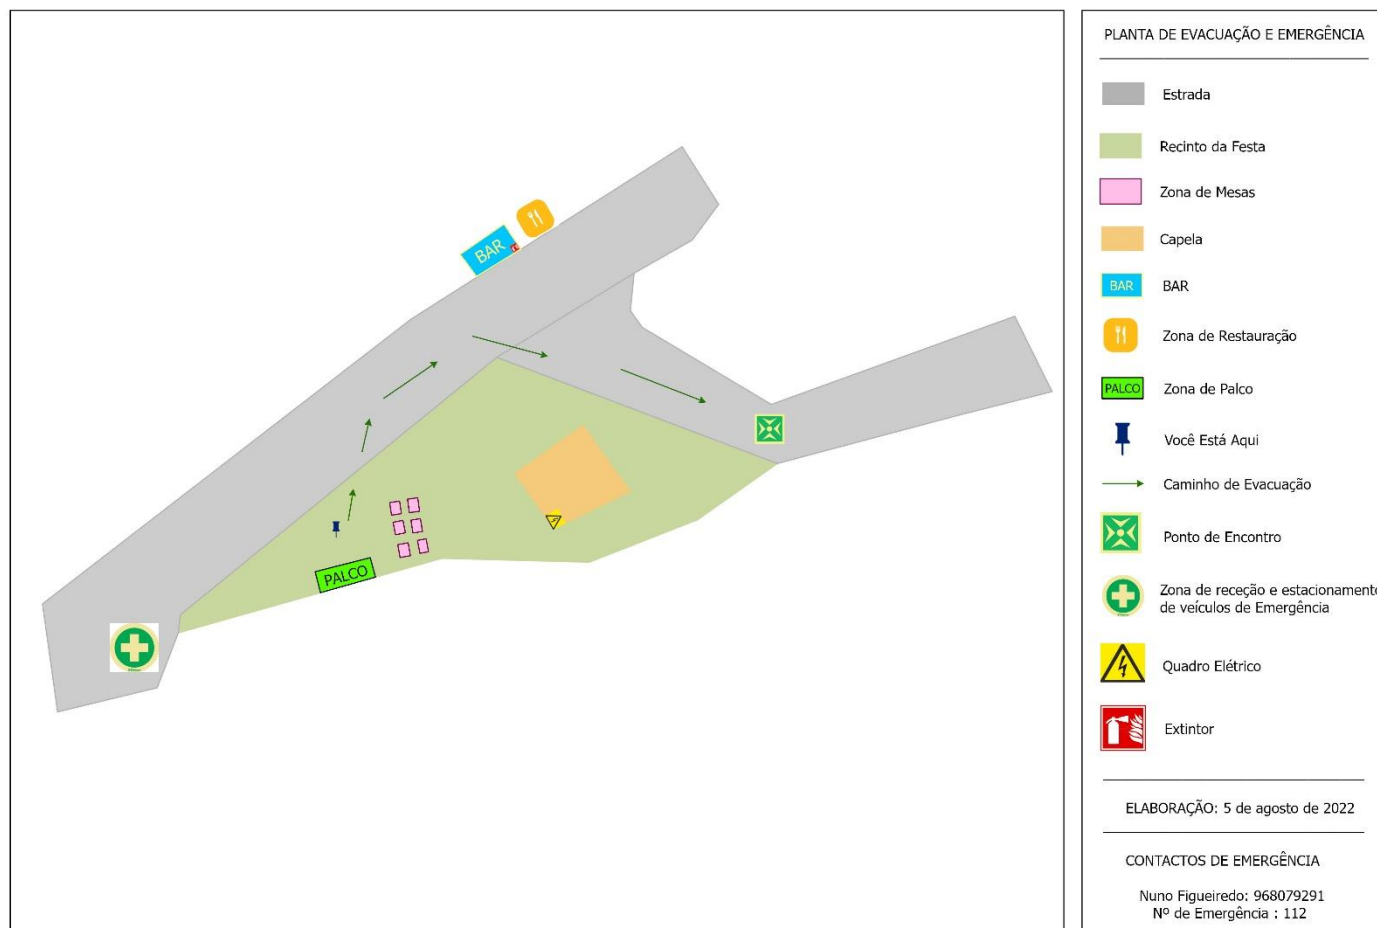 PLANTA DE EVACUAÇÃO E EMERGÊNCIA
Estrada
Recinto da Festa
Zona de Mesas
Capela
BAR
BAR
Zona de Restauração
PALCO
Zona de Palco
Você Está Aqui
Caminho de Evacuação
Ponto de Encontro
Zona de receção e estacionamento
de veículos de Emergência
Quadro Elétrico
Extintor
ELABORAÇÃO: 5 de agosto de 2022
CONTACTOS DE EMERGÊNCIA
Nuno Figueiredo: 968079291
Nº de Emergência : 112
BAR
PALCO